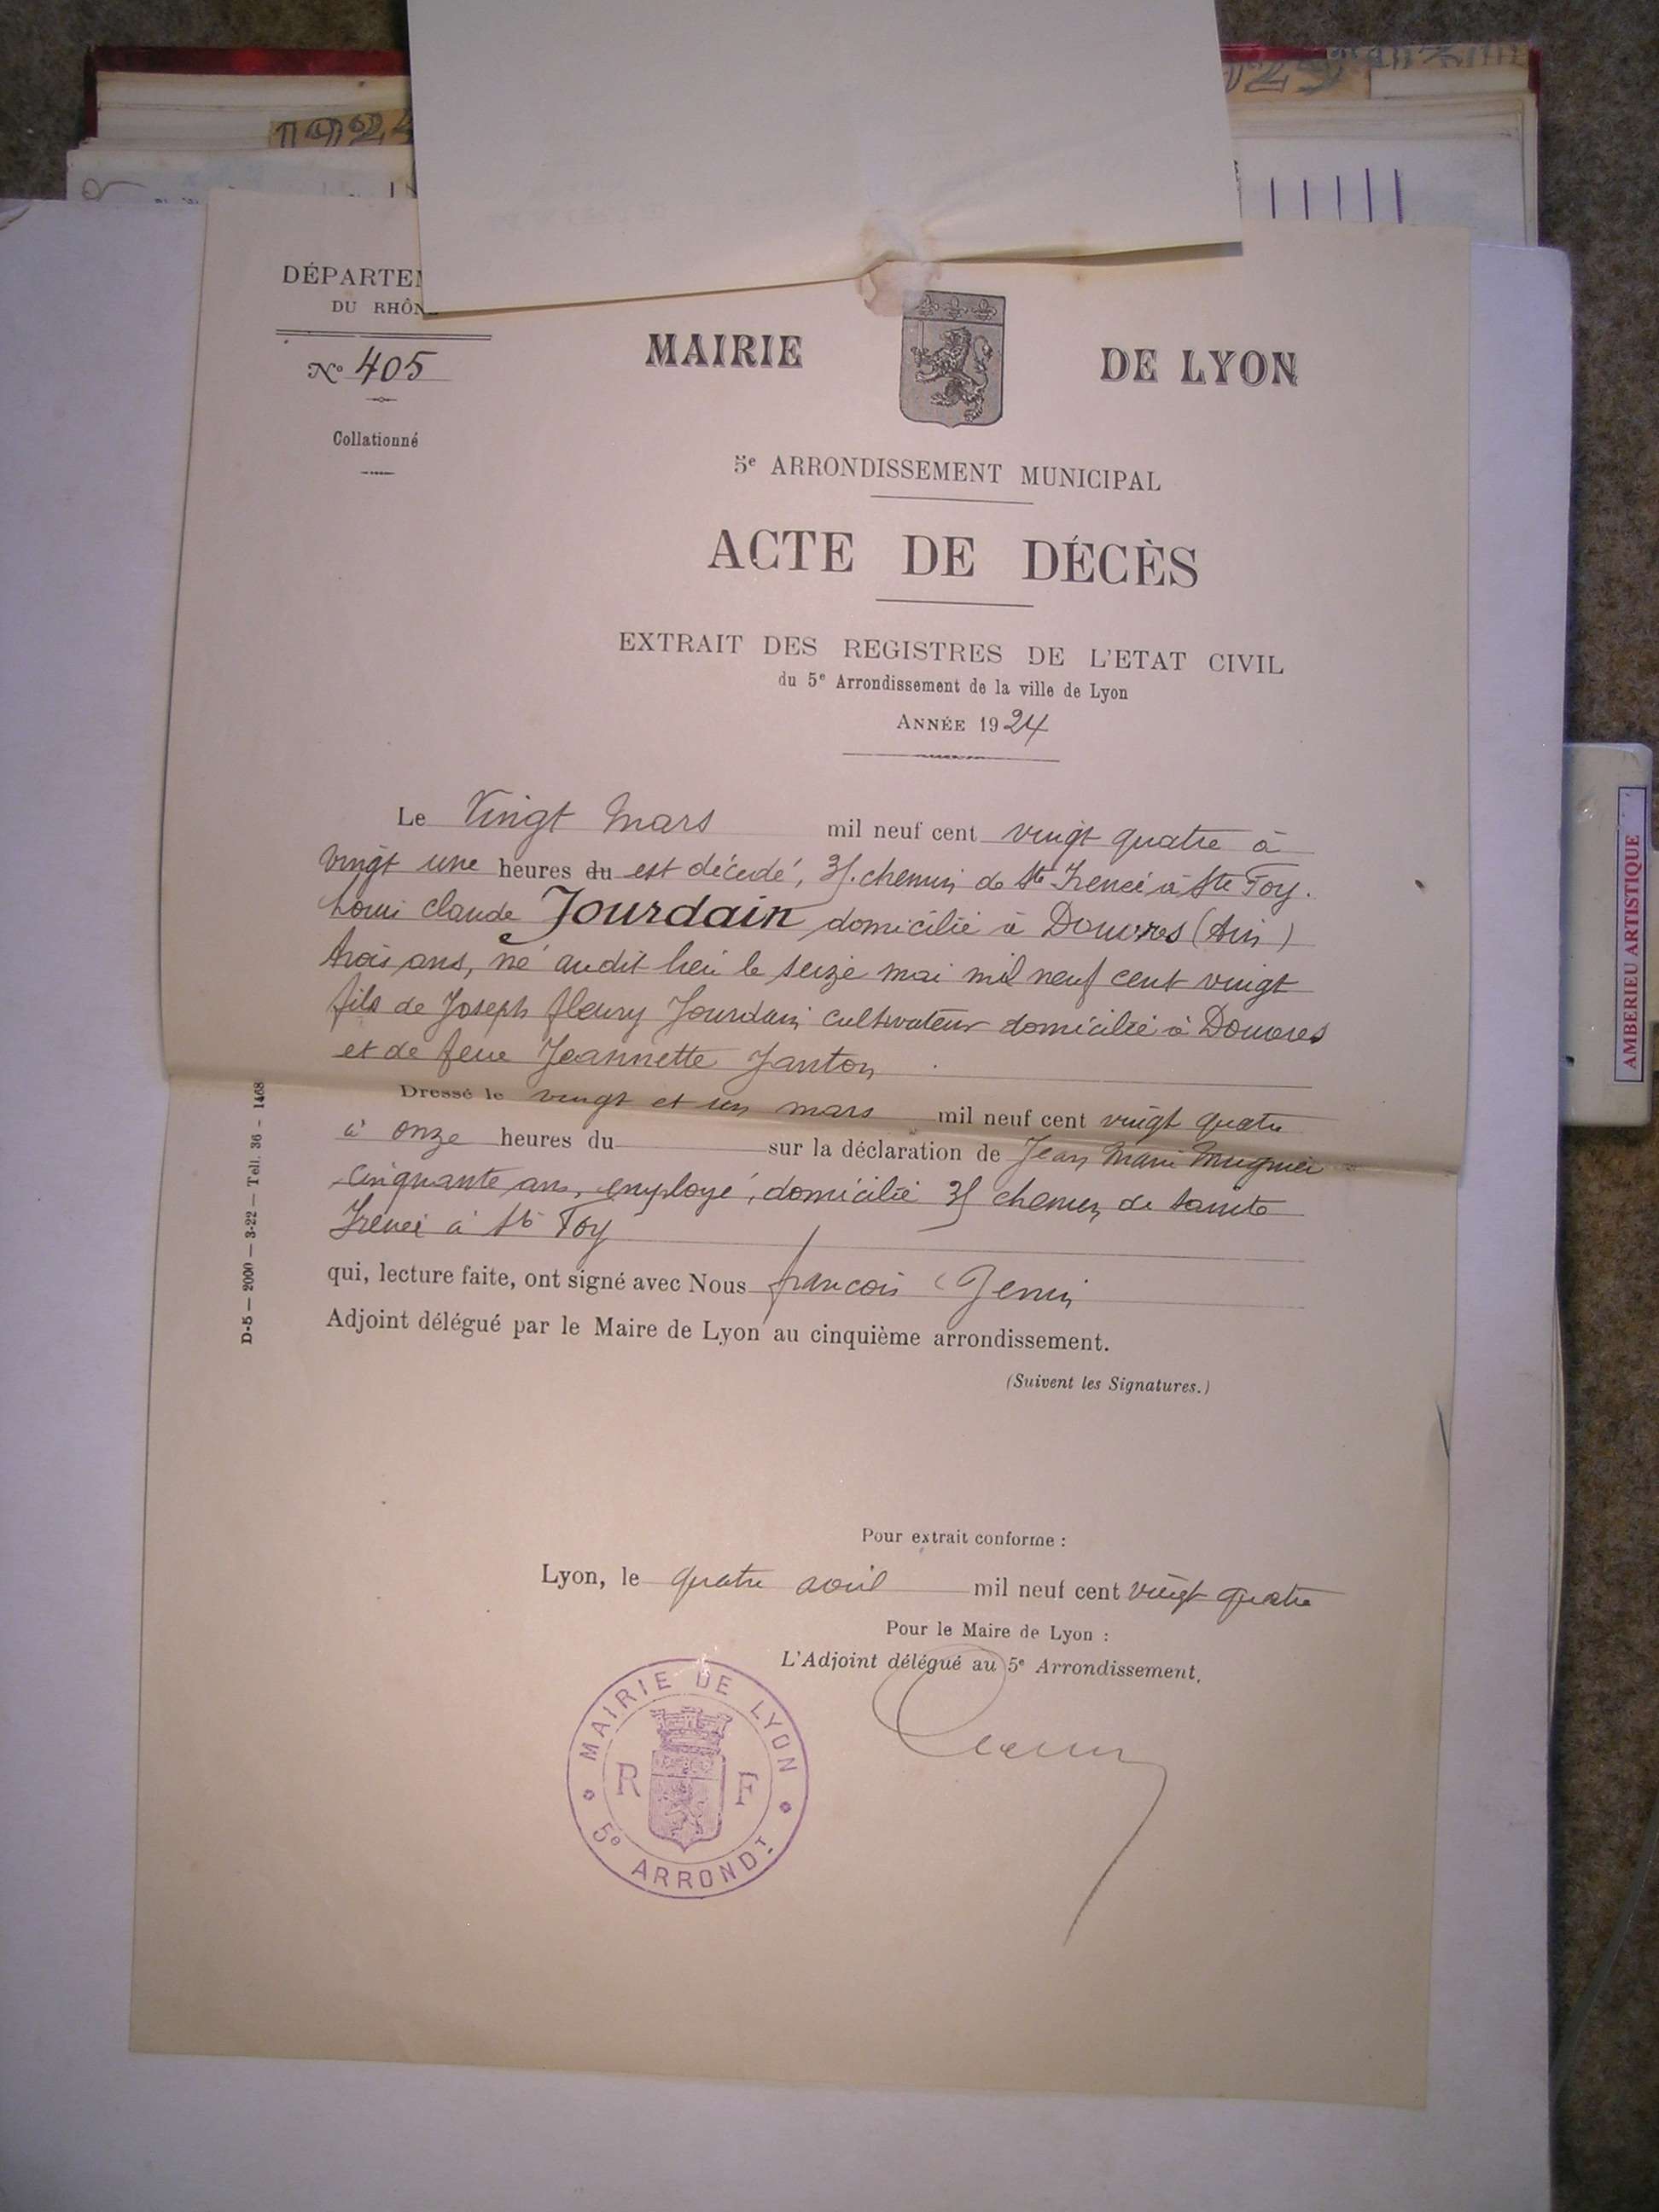 1924
DÉPARTEM
DU RHÔN
N° 405
Collationné
MAIRIE DE LYON
5e ARRONDISSEMENT MUNICIPAL
ACTE DE DÉCÈS
EXTRAIT DES REGISTRES DE L'ETAT CIVIL
du 5e Arrondissement de la ville de Lyon
ANNÉE 1924
Le Vingt Mars mil neuf cent vingt quatre à
vingt une heures du est décédé, chemin de Ste Irenée à Ste Foy.
Louis Claude Jourdain domicilié à Douvres (Ain)
trois ans, né audit lieu le seize mai mil neuf cent vingt
fils de Joseph fleury Jourdain cultivateur domicilié à Douvres
et de feue Jeannette Janton
Dressé le vingt et un mars mil neuf cent vingt quatre
à onze heures du sur la déclaration de Jean Marie Mugnier
cinquante ans, employé, domicilié chemin de Sainte
Irenée à Ste Foy
qui, lecture faite, ont signé avec Nous françois
Adjoint délégué par le Maire de Lyon au cinquième arrondissement.
(Suivent les Signatures.)
D-5 — 2000 — 3-22 — Tell. 36 - 1468
Pour extrait conforme :
Lyon, le quatre avril mil neuf cent vingt quatre
Pour le Maire de Lyon :
L'Adjoint délégué au 5e Arrondissement,
MAIRIE DE LYON
R F
5e ARRONDT
AMBERIEU ARTISTIQUE